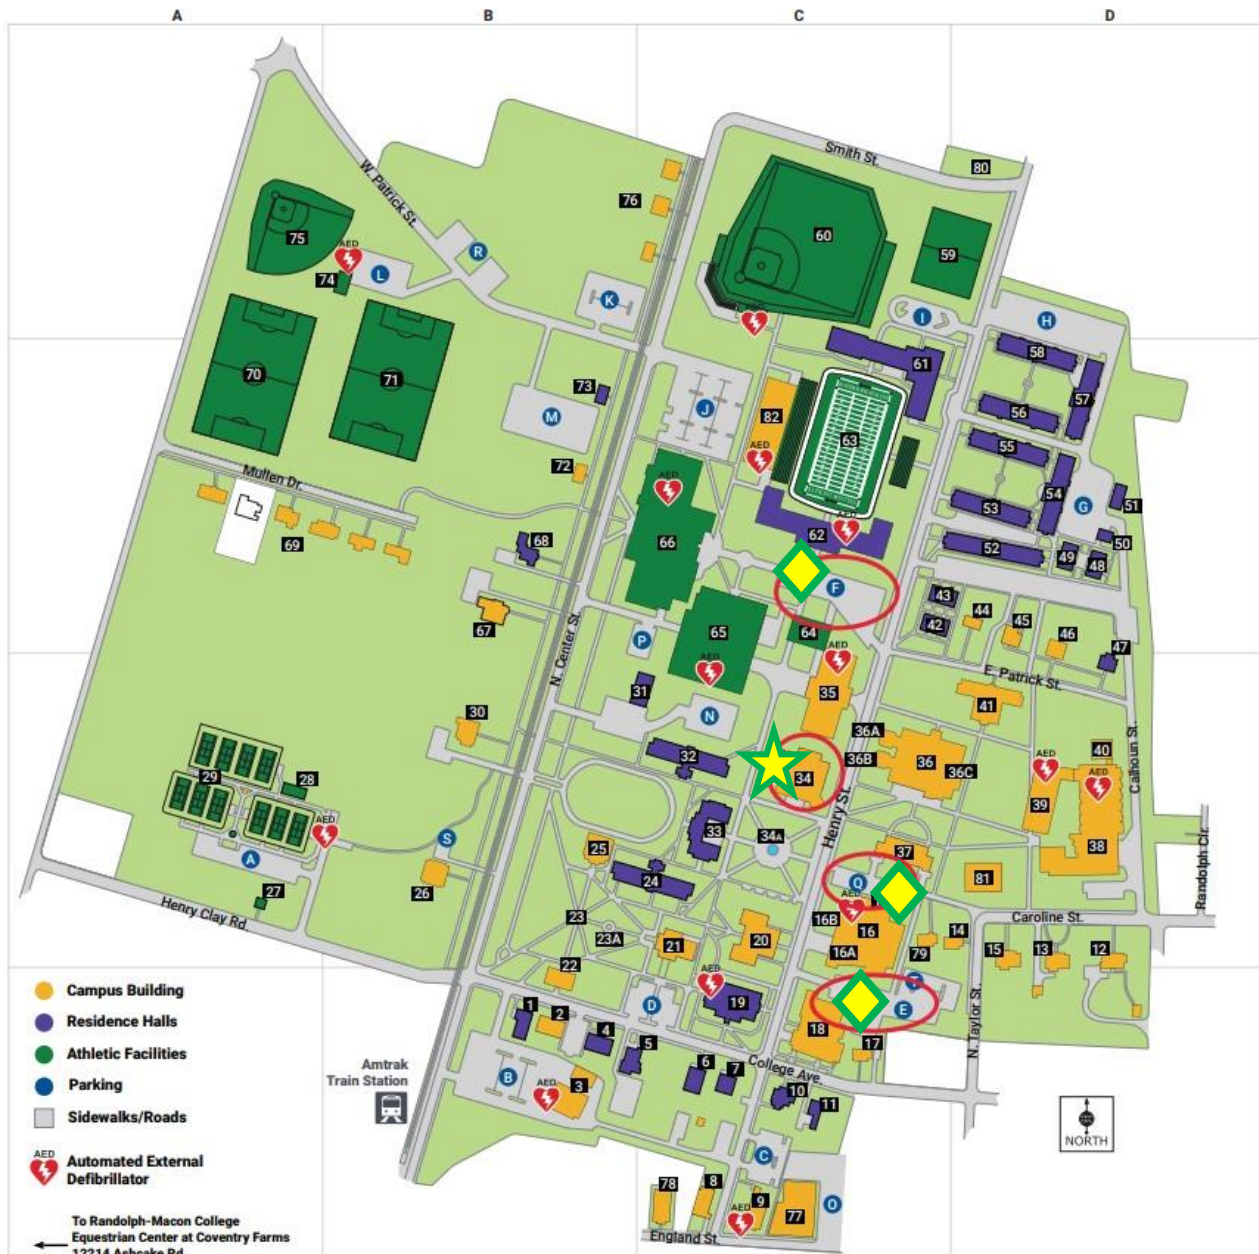 A B C D
Smith St.
80
W. Patrick St.
76
60
75
59
AED
R
L
74
K
I
H
58
61
70
71
73
57
J
M
56
82
63
55
AED
72
AED
Mullen Dr.
54
51
53
G
AED
62
66
50
69
68
52
49
48
F
43
44
67
42
45
65
64
46
P
47
AED
AED
E. Patrick St.
N. Center St.
31
35
41
N
30
36A
32
36B
36
40
AED
36C
29
34
AED
28
Calhoun St.
39
Henry St.
33
34A
AED
S
37
38
25
A
Randolph Cir.
26
24
Q
81
27
AED
Henry Clay Rd.
23
16B
Caroline St.
16
14
23A
21
20
16A
79
15
13
12
22
AED
T
Campus Building
1
2
D
19
E
Residence Halls
4
18
N. Taylor St.
Athletic Facilities
5
17
College Ave.
Amtrak
Train Station
6
7
B
Parking
AED
3
10
11
Sidewalks/Roads
NORTH
AED
Automated External
Defibrillator
C
78
8
9
O
AED
77
To Randolph-Macon College
Equestrian Center at Coventry Farms
England St.
12214 Ashcake Rd.